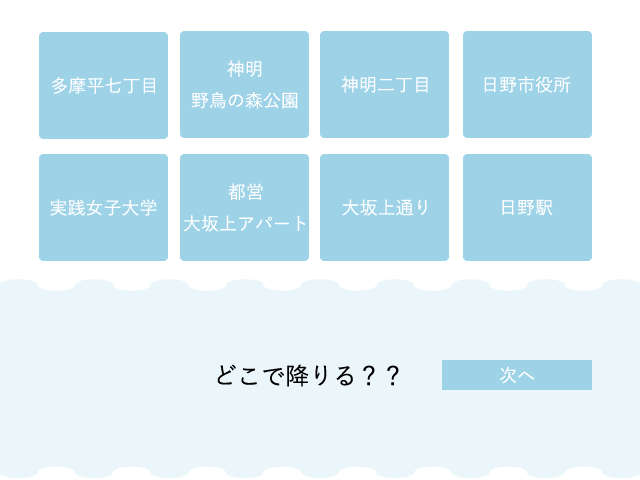 多摩平七丁目
神明
野鳥の森公園
神明二丁目
日野市役所
実践女子大学
都営
大坂上アパート
大坂上通り
日野駅
どこで降りる？？
次へ